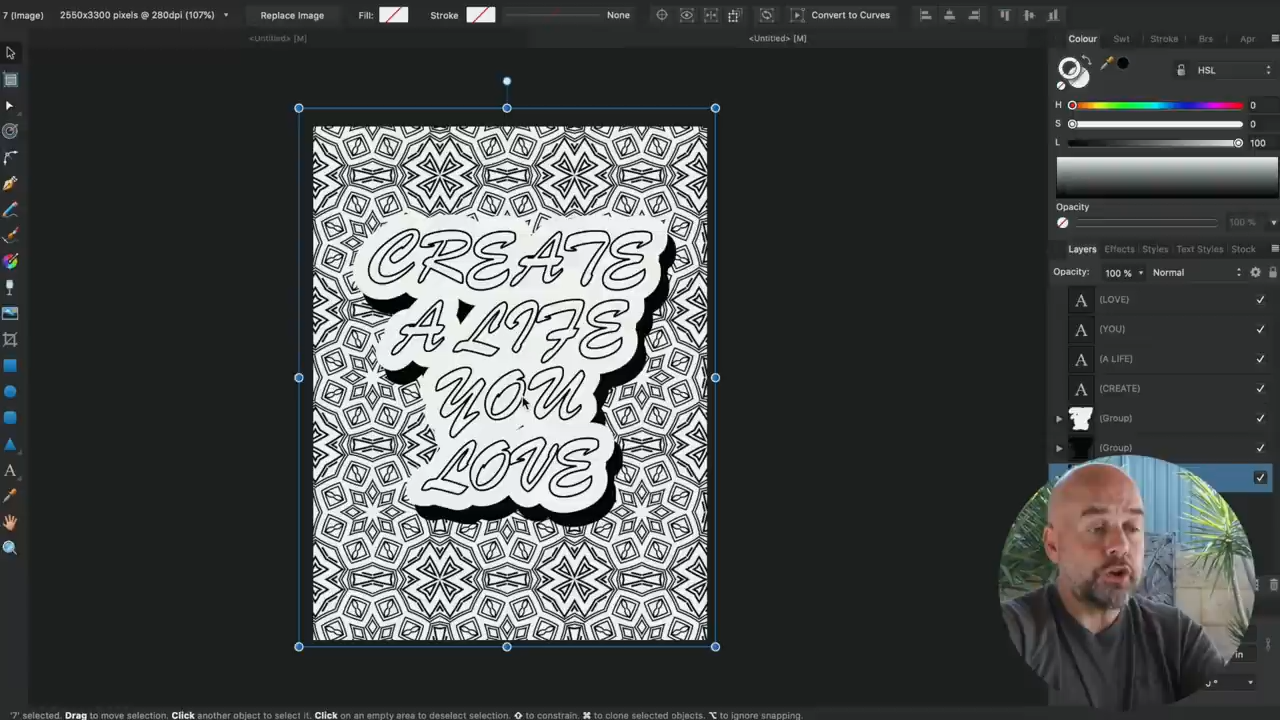 7 (Image)
2550x3300 pixels @ 280dpi (107%)
Replace Image
Fill:
Stroke
None
Convert to Curves
<Untitled> [M]
<Untitled> [M]
Colour
Swt
Stroke
Brs
Apr
HSL
H
0
S
0
L
100
Opacity
100 %
Layers
Effects
Styles
Text Styles
Stock
Opacity:
100 %
Normal
A
(LOVE)
A
(YOU)
A
(A LIFE)
A
(CREATE)
(Group)
(Group)
in
CREATE
A LIFE
YOU
LOVE
'7' selected. Drag to move selection. Click another object to select it. Click on an empty area to deselect selection. ⇧ to constrain. ⌘ to clone selected objects. ⌥ to ignore snapping.